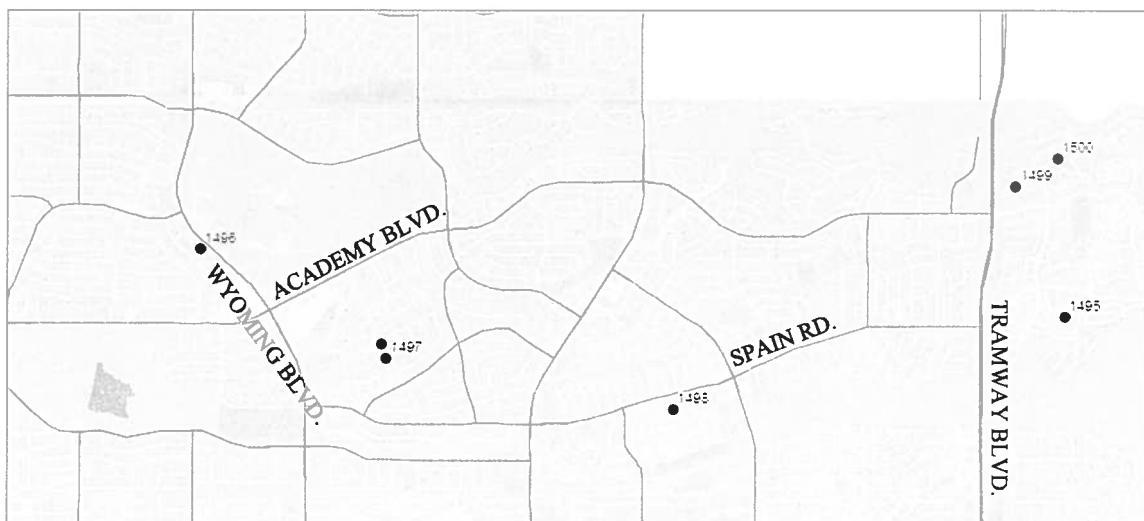 1500
1499
1496
ACADEMY BLVD.
WYOMING BLVD.
1495
1497
SPAIN RD.
TRAMWAY BLVD.
1498